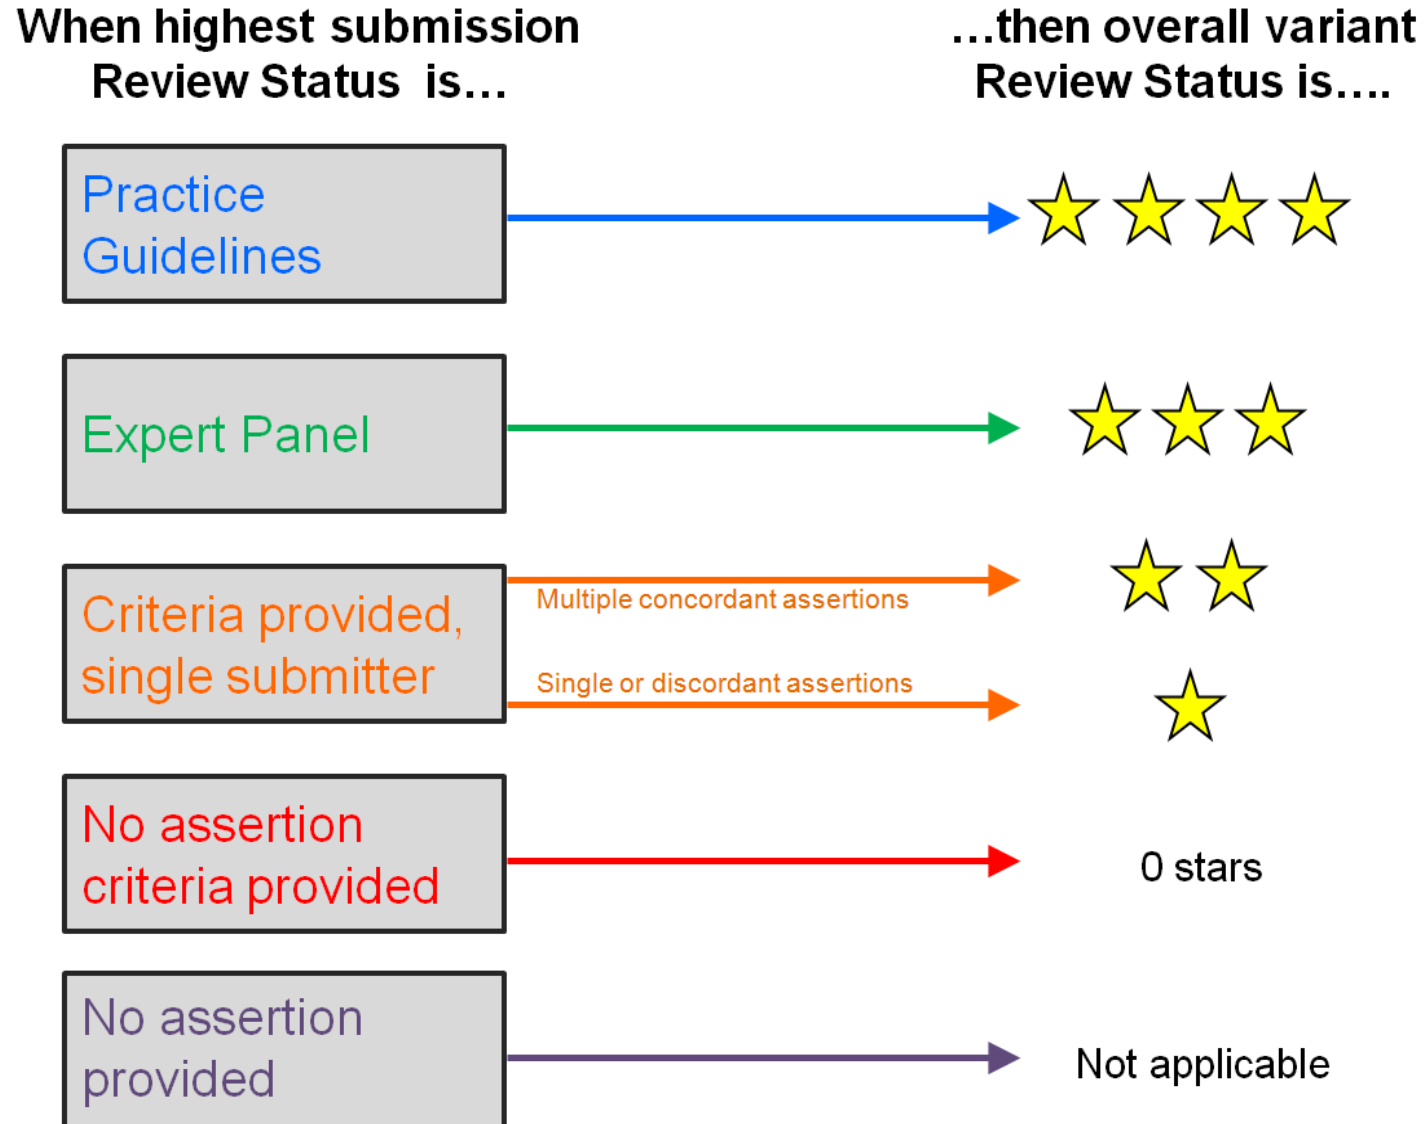 When highest submission
Review Status is…
…then overall variant
Review Status is….
Practice
Guidelines
Expert Panel
Criteria provided,
single submitter
Multiple concordant assertions
Single or discordant assertions
No assertion
criteria provided
0 stars
No assertion
provided
Not applicable